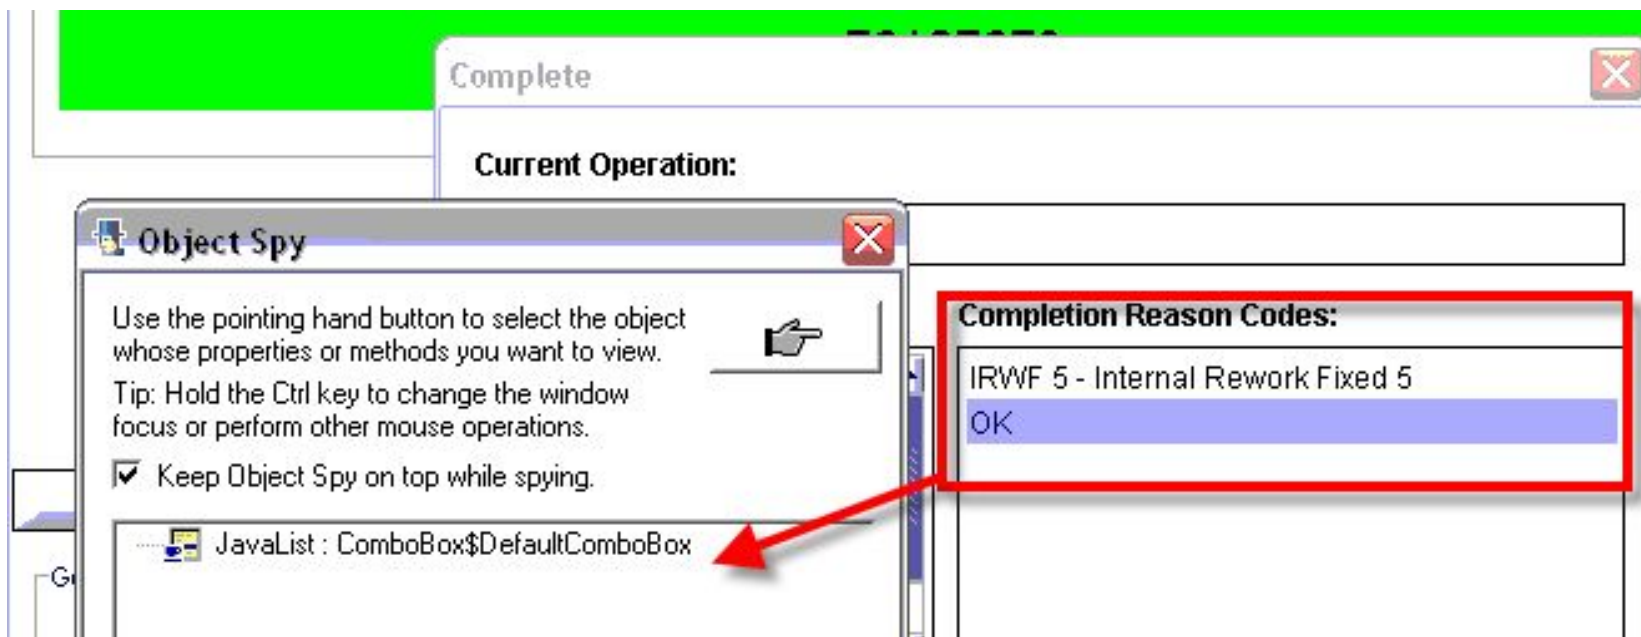 Complete
Current Operation:
Object Spy
Use the pointing hand button to select the object
whose properties or methods you want to view.
Tip: Hold the Ctrl key to change the window
focus or perform other mouse operations.
Keep Object Spy on top while spying.
JavaList : ComboBox$DefaultComboBox
Completion Reason Codes:
IRWF 5 - Internal Rework Fixed 5
OK